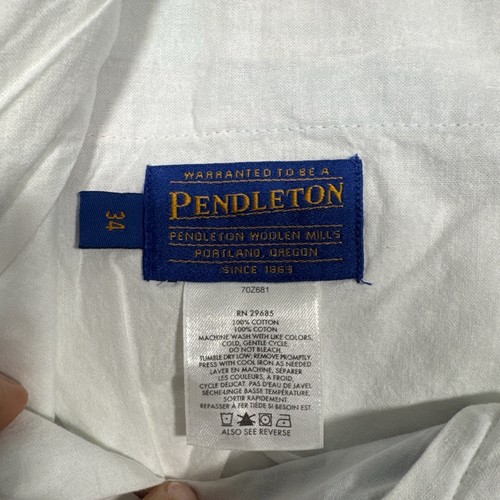 WARRANTED TO BE A
PENDLETON
PENDLETON WOOLEN MILLS
PORTLAND, OREGON
SINCE 1863
34
70Z681
RN 29685
100% COTTON
100% COTTON
MACHINE WASH WITH LIKE COLORS,
COLD, GENTLE CYCLE.
DO NOT BLEACH.
TUMBLE DRY LOW; REMOVE PROMPTLY.
PRESS WITH COOL IRON AS NEEDED
LAVER EN MACHINE, SÉPARER
LES COULEURS, A FROID,
CYCLE DÉLICAT. PAS D'EAU DE JAVEL
SÈCHE-LINGE BASSE TEMPÉRATURE,
SORTIR RAPIDEMENT.
REPASSER À FER TIÈDE SI BESOIN EST.
ALSO SEE REVERSE